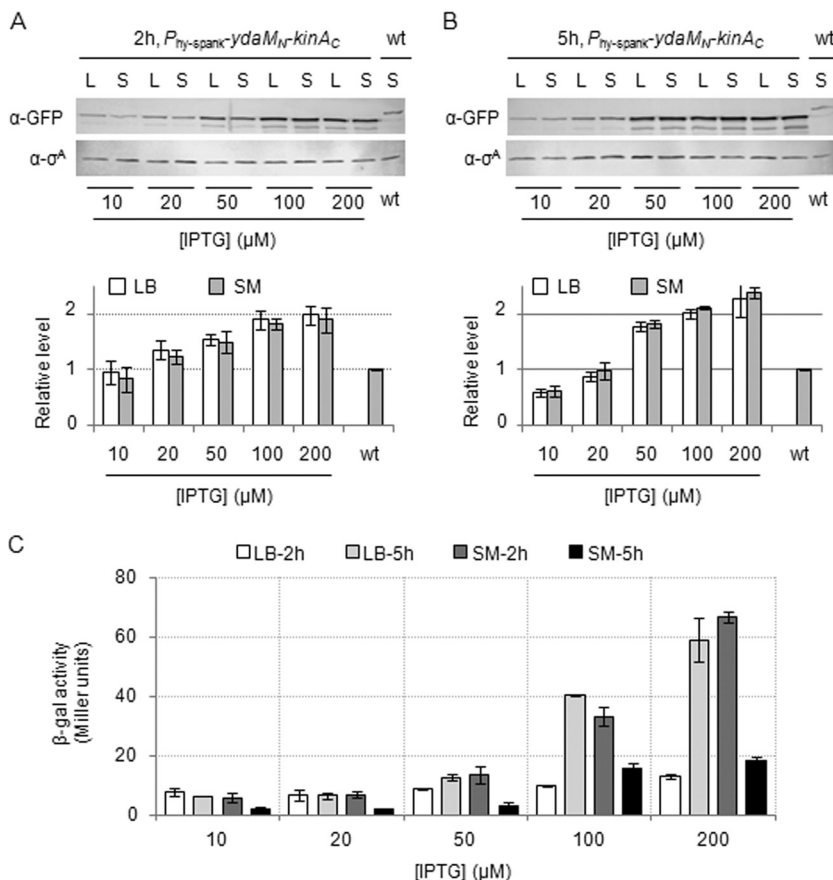 A
2h, Phy-spank-ydaMN-kinAC
wt
L S L S L S L S L S S
α-GFP
α-σA
10 20 50 100 200 wt
[IPTG] (µM)
LB SM
Relative level
2
1
0
10 20 50 100 200 wt
[IPTG] (µM)
B
5h, Phy-spank-ydaMN-kinAC
wt
L S L S L S L S L S S
α-GFP
α-σA
10 20 50 100 200 wt
[IPTG] (µM)
LB SM
Relative level
2
1
0
10 20 50 100 200 wt
[IPTG] (µM)
C
LB-2h LB-5h SM-2h SM-5h
β-gal activity
(Miller units)
80
60
40
20
0
10 20 50 100 200
[IPTG] (µM)